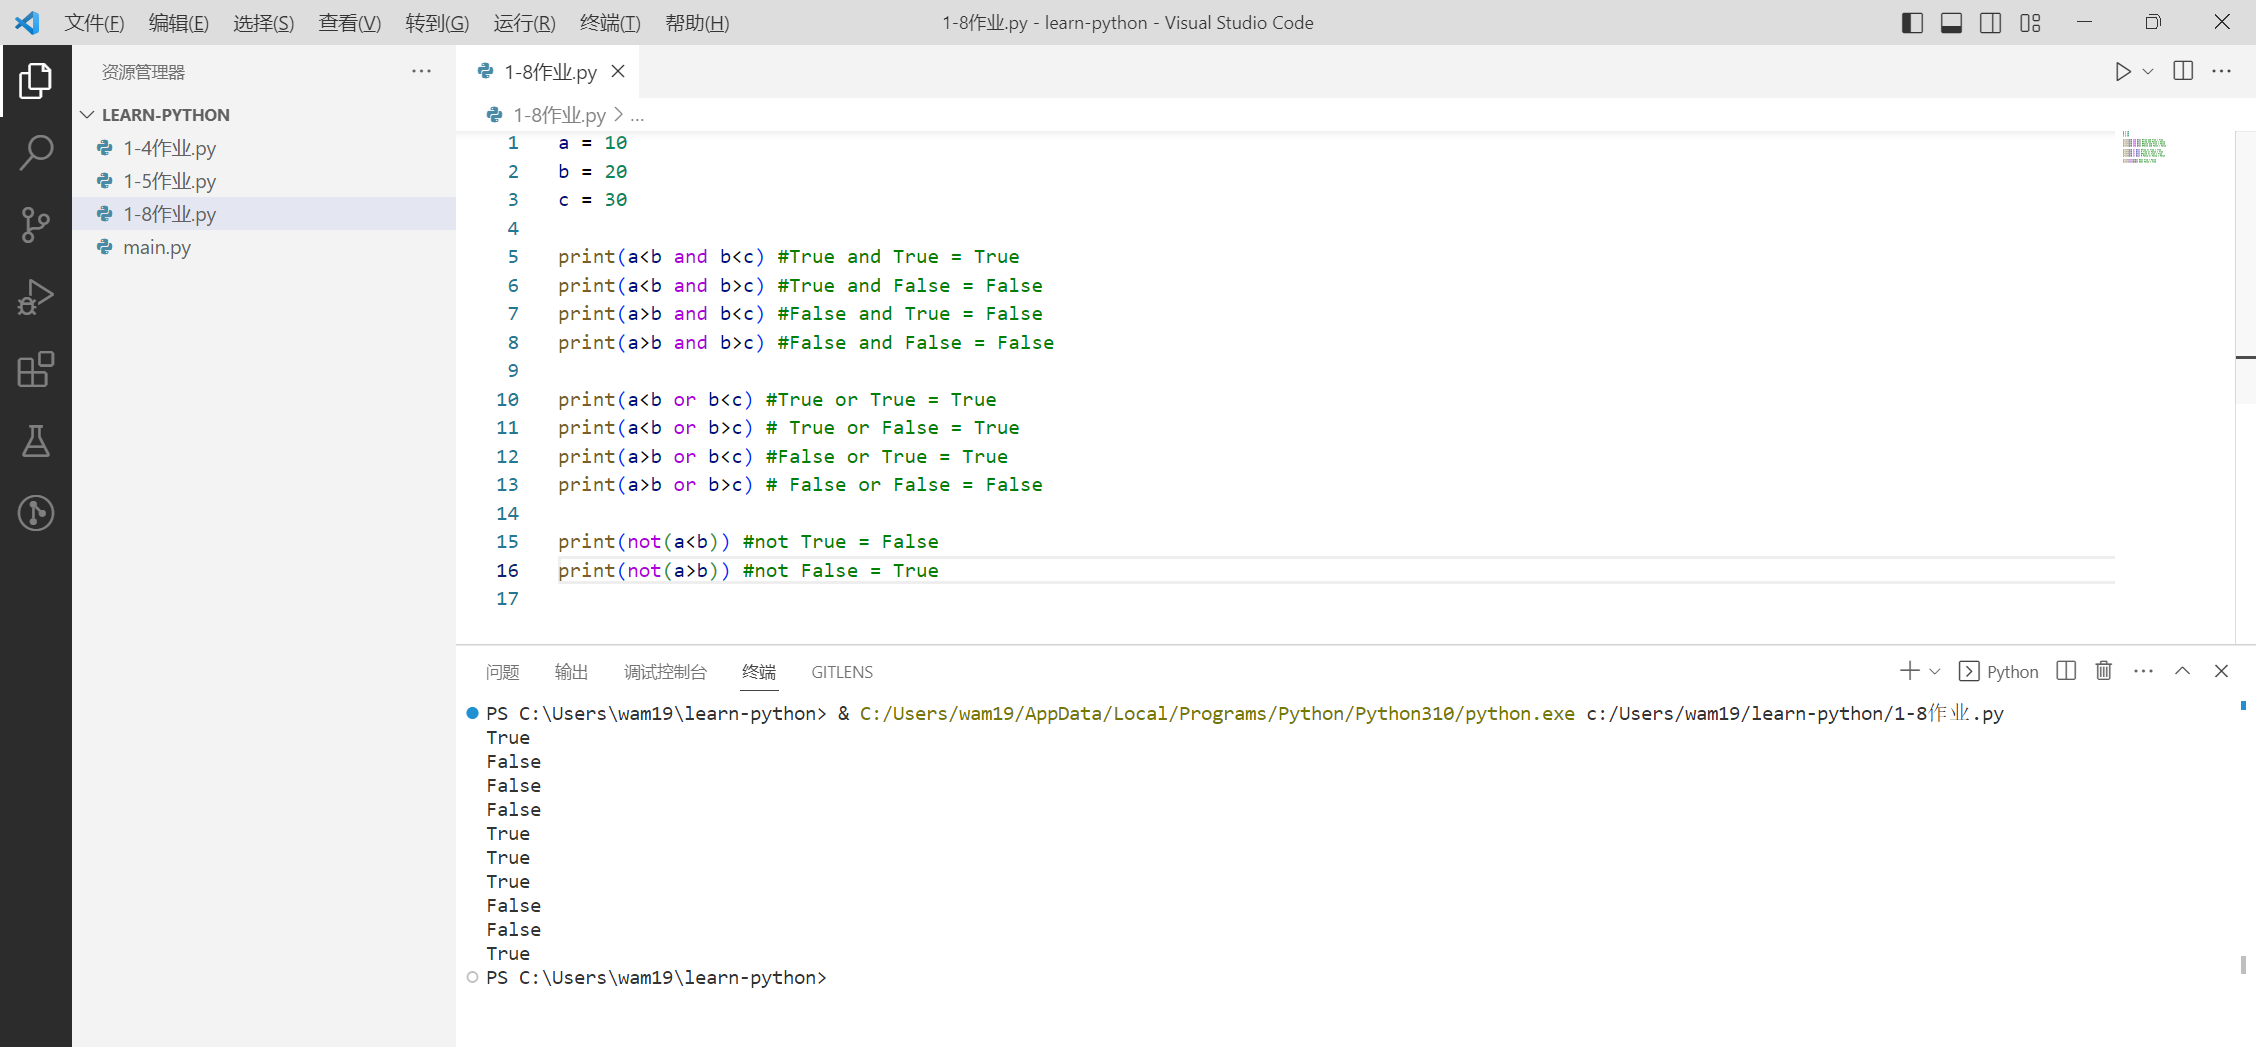 文件(F) 编辑(E) 选择(S) 查看(V) 转到(G) 运行(R) 终端(T) 帮助(H) 1-8作业.py - learn-python - Visual Studio Code
资源管理器
LEARN-PYTHON
1-4作业.py
1-5作业.py
1-8作业.py
main.py
1-8作业.py
1-8作业.py > ...
1 a = 10
2 b = 20
3 c = 30
4
5 print(a<b and b<c) #True and True = True
6 print(a<b and b>c) #True and False = False
7 print(a>b and b<c) #False and True = False
8 print(a>b and b>c) #False and False = False
9
10 print(a<b or b<c) #True or True = True
11 print(a<b or b>c) # True or False = True
12 print(a>b or b<c) #False or True = True
13 print(a>b or b>c) # False or False = False
14
15 print(not(a<b)) #not True = False
16 print(not(a>b)) #not False = True
17
问题 输出 调试控制台 终端 GITLENS Python
PS C:\Users\wam19\learn-python> & C:/Users/wam19/AppData/Local/Programs/Python/Python310/python.exe c:/Users/wam19/learn-python/1-8作业.py
True
False
False
False
True
True
True
False
False
True
PS C:\Users\wam19\learn-python>